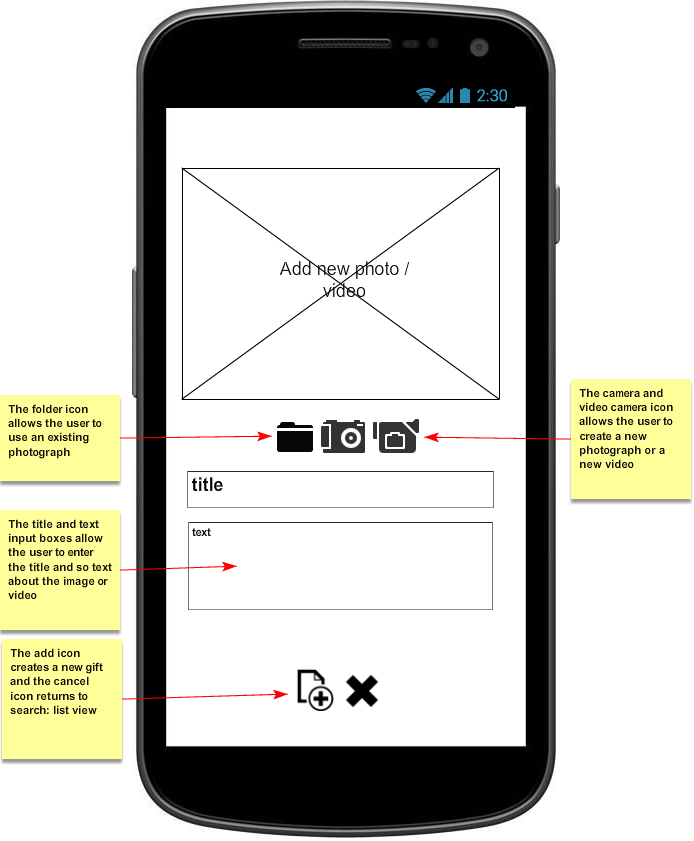 2:30
Add new photo /
video
The folder icon
allows the user to
use an existing
photograph
The camera and
video camera icon
allows the user to
create a new
photograph or a
new video
title
The title and text
input boxes allow
the user to enter
the title and so text
about the image or
video
text
The add icon
creates a new gift
and the cancel
icon returns to
search: list view